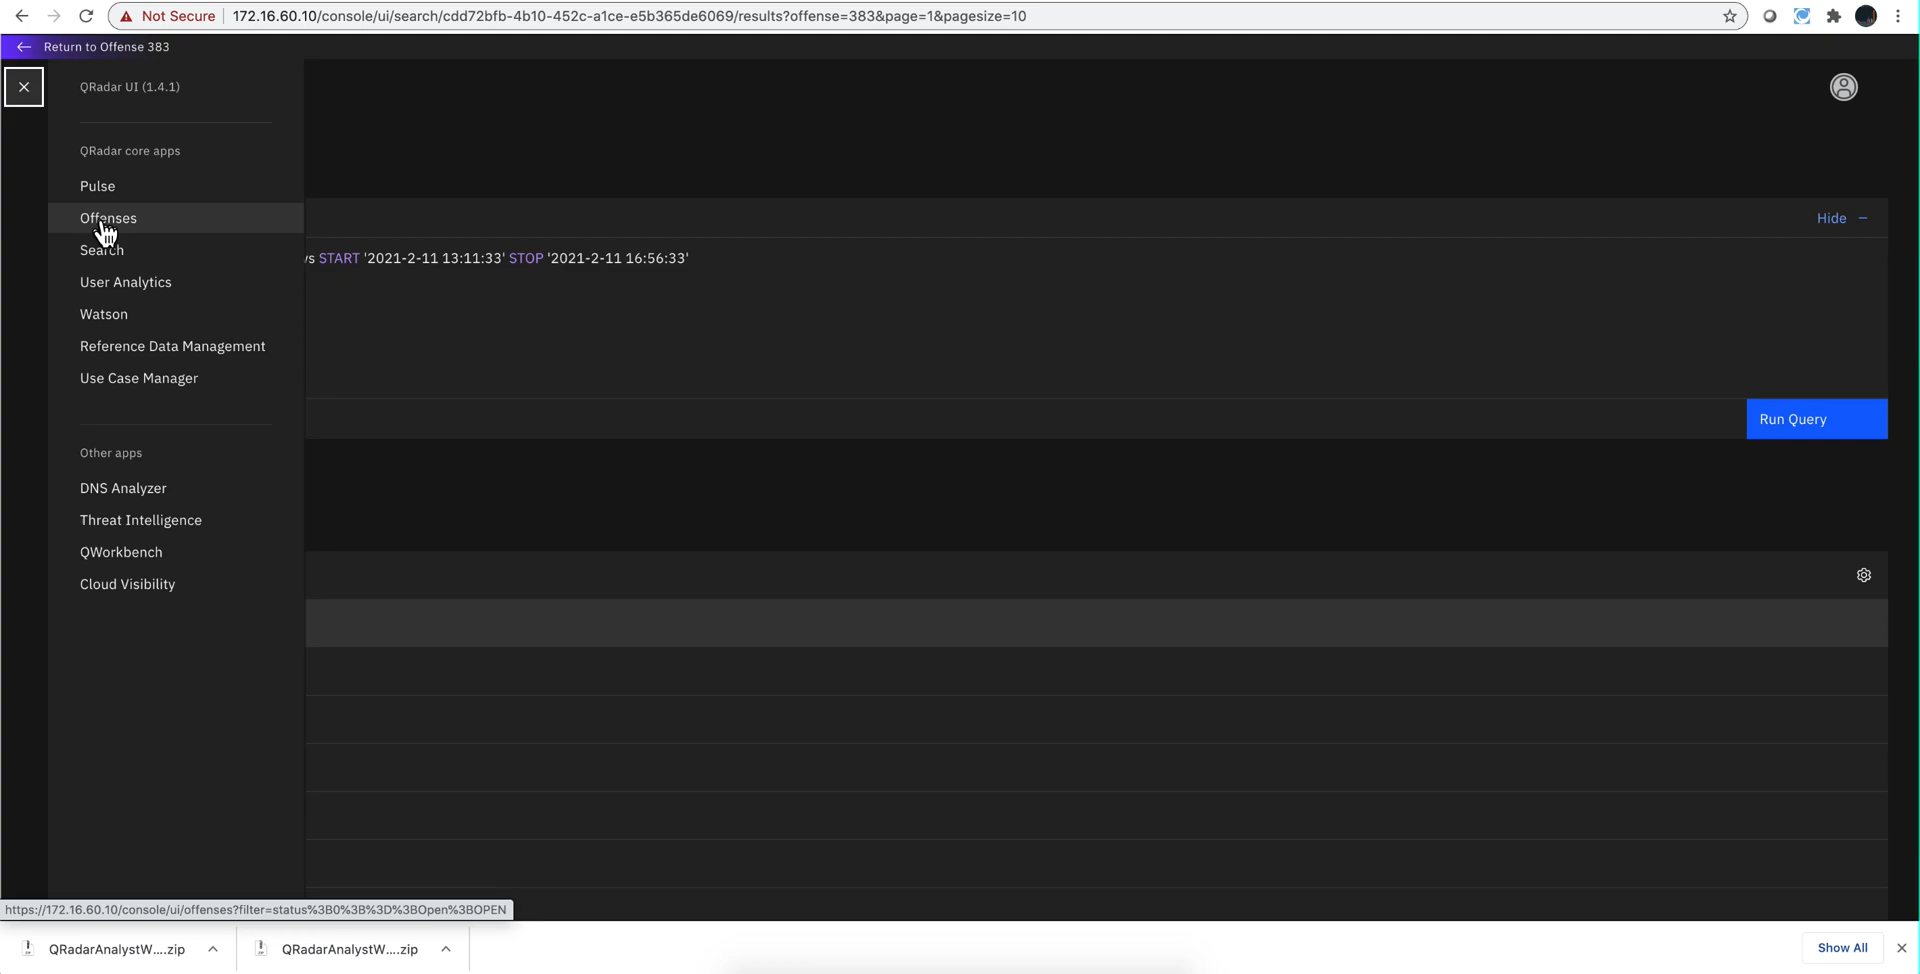 Not Secure 172.16.60.10/console/ui/search/cdd72bfb-4b10-452c-a1ce-e5b365de6069/results?offense=383&page=1&pagesize=10
Return to Offense 383
QRadar UI (1.4.1)
QRadar core apps
Pulse
Offenses
Search
User Analytics
Watson
Reference Data Management
Use Case Manager
Other apps
DNS Analyzer
Threat Intelligence
QWorkbench
Cloud Visibility
Hide
s START '2021-2-11 13:11:33' STOP '2021-2-11 16:56:33'
Run Query
https://172.16.60.10/console/ui/offenses?filter=status%3B0%3B%3D%3BOpen%3BOPEN
QRadarAnalystW....zip
QRadarAnalystW....zip
Show All